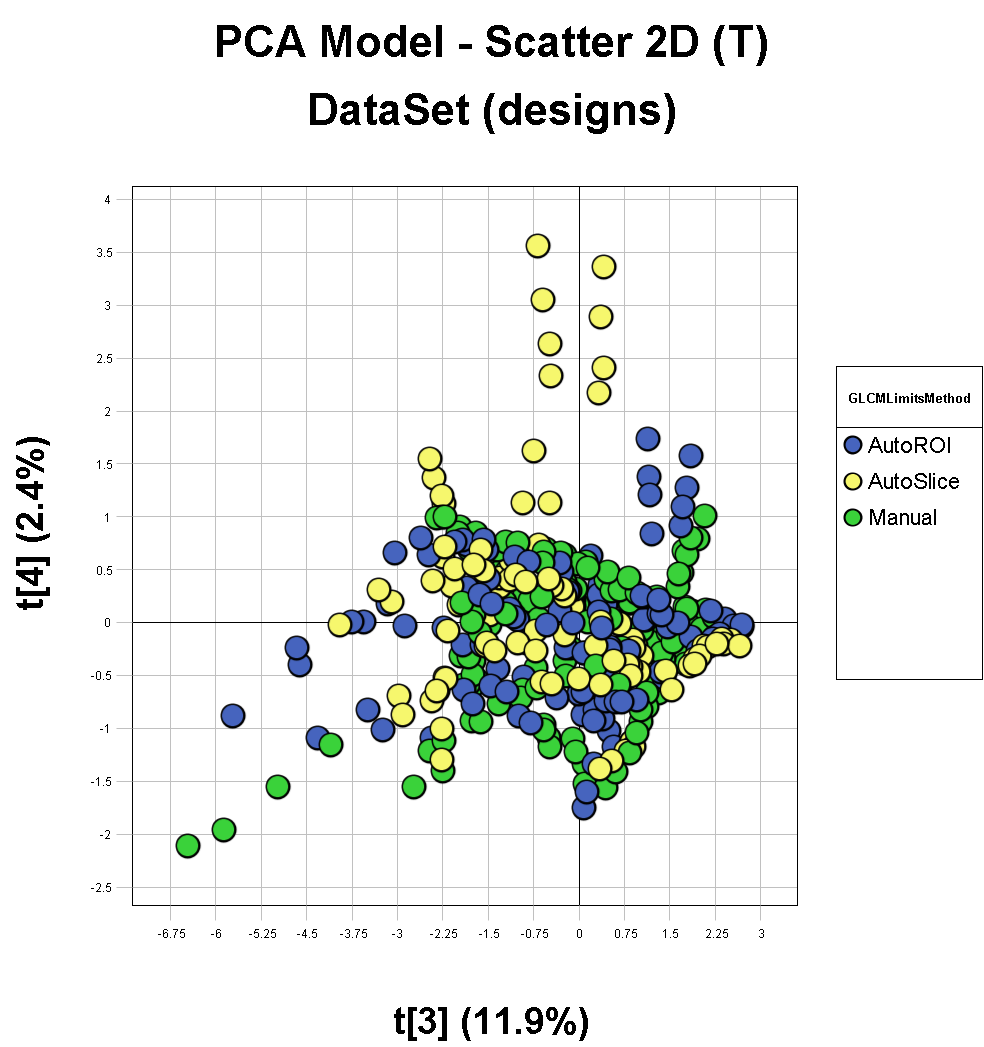 PCA Model - Scatter 2D (T)
DataSet (designs)
4
3.5
3
2.5
2
1.5
1
0.5
0
-0.5
-1
-1.5
-2
-2.5
t[4] (2.4%)
-6.75 -6 -5.25 -4.5 -3.75 -3 -2.25 -1.5 -0.75 0 0.75 1.5 2.25 3
t[3] (11.9%)
GLCMLimitsMethod
AutoROI
AutoSlice
Manual